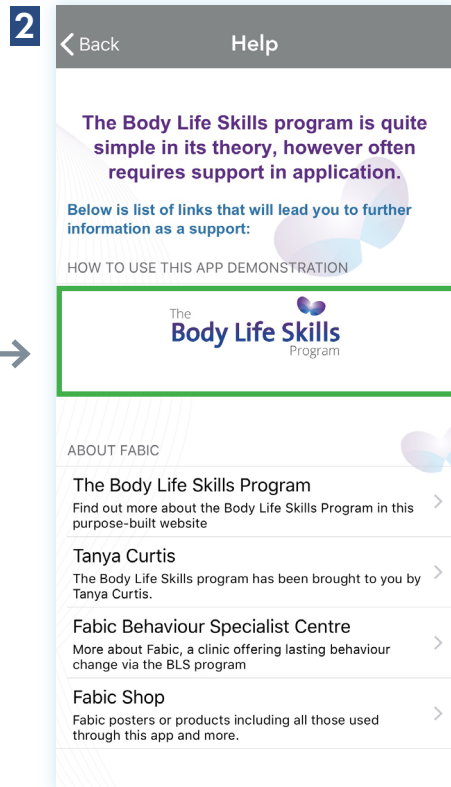 2
Back
Help
The Body Life Skills program is quite
simple in its theory, however often
requires support in application.
Below is list of links that will lead you to further
information as a support:
HOW TO USE THIS APP DEMONSTRATION
The
Body Life Skills
Program
ABOUT FABIC
The Body Life Skills Program
Find out more about the Body Life Skills Program in this
purpose-built website
Tanya Curtis
The Body Life Skills program has been brought to you by
Tanya Curtis.
Fabic Behaviour Specialist Centre
More about Fabic, a clinic offering lasting behaviour
change via the BLS program
Fabic Shop
Fabic posters or products including all those used
through this app and more.